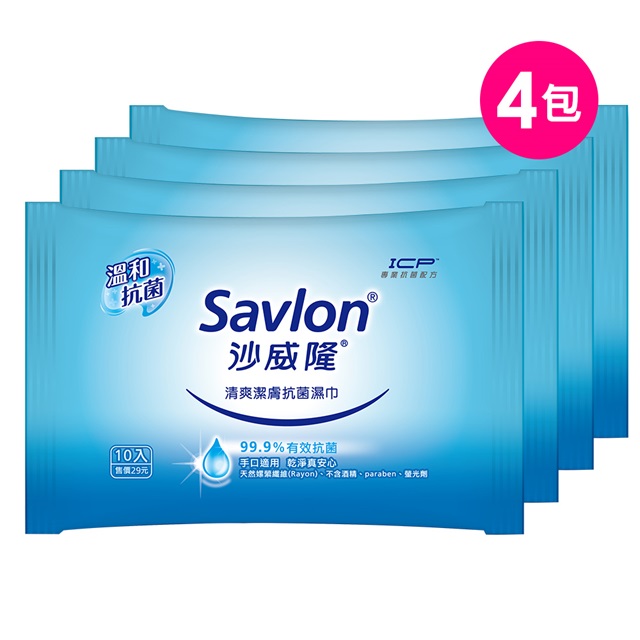 4包
溫和
抗菌
ICP™
專業抗菌配方
Savlon®
沙威隆®
清爽潔膚抗菌濕巾
99.9%有效抗菌
手口適用 乾淨真安心
天然嫘縈纖維(Rayon)、不含酒精、paraben、螢光劑
10入
售價29元